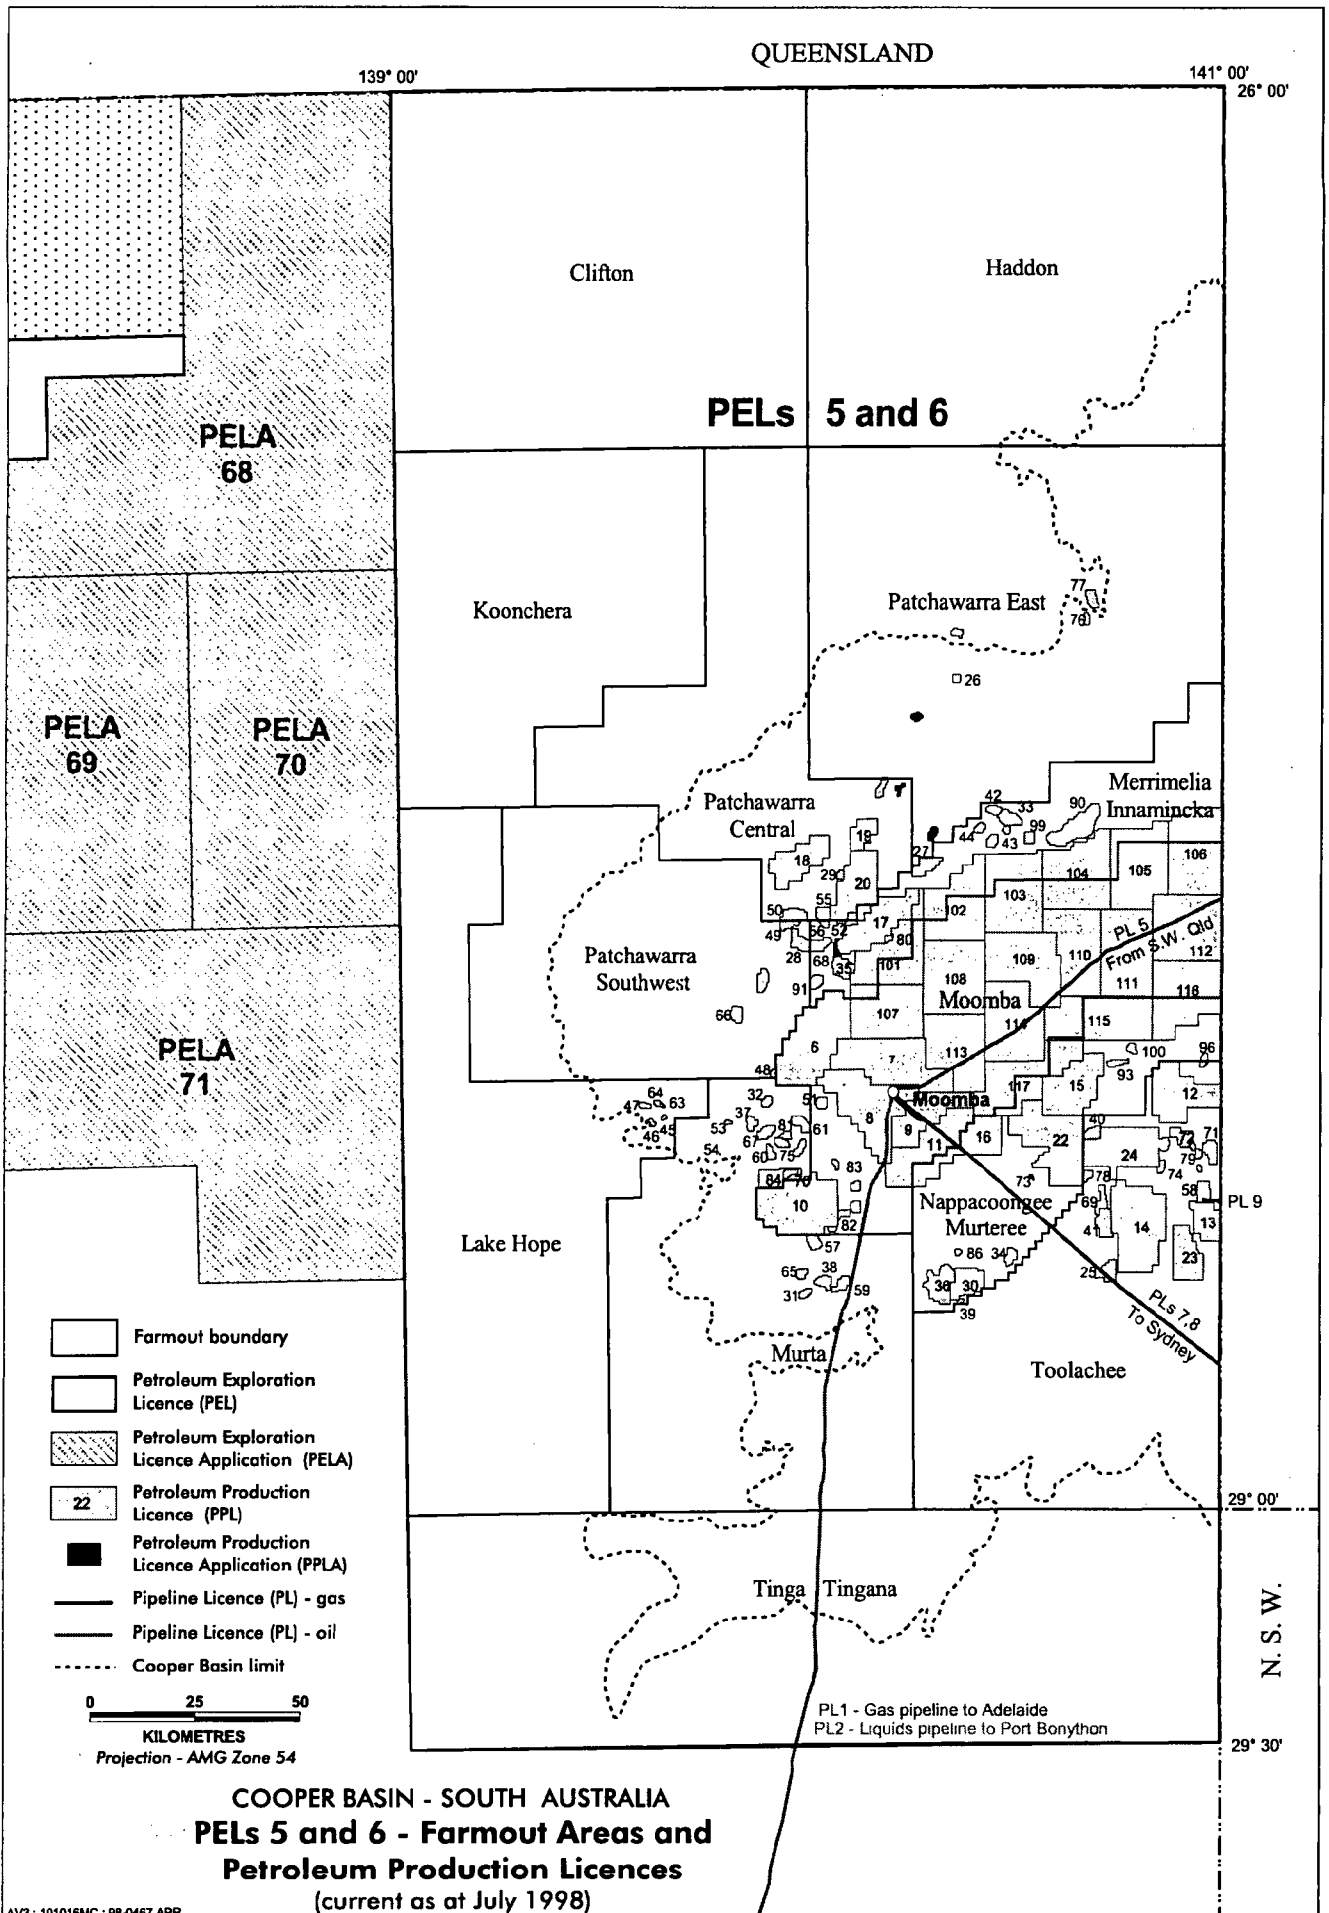 QUEENSLAND
139° 00'
141° 00'
26° 00'
Clifton
Haddon
PELs 5 and 6
PELA
68
Koonchera
Patchawarra East
77
76
26
PELA
69
PELA
70
Merrimelia
Innamincka
Patchawarra
Central
42
33
90
44
43
99
19
18
27
29
20
106
105
104
103
102
55
50
17
49
56
52
80
PL 5
From S.W. Qld
28
68
35
101
109
110
112
Patchawarra
Southwest
108
111
91
Moomba
116
66
107
114
115
PELA
71
6
7
113
100
96
48
93
117
15
12
64
47
63
32
51
Moomba
8
40
37
53
81
61
9
16
46
45
67
11
22
72
71
54
60
75
24
79
83
73
78
74
84
70
58
10
Nappacoongee
Murteree
69
PL 9
14
13
82
41
Lake Hope
57
86
34
23
65
38
25
31
59
36
30
39
PLs 7,8
To Sydney
Murta
Toolachee
Farmout boundary
Petroleum Exploration
Licence (PEL)
Petroleum Exploration
Licence Application (PELA)
22
Petroleum Production
Licence (PPL)
Petroleum Production
Licence Application (PPLA)
Pipeline Licence (PL) - gas
Pipeline Licence (PL) - oil
Cooper Basin limit
29° 00'
Tinga Tingana
N. S. W.
0 25 50
KILOMETRES
Projection - AMG Zone 54
PL1 - Gas pipeline to Adelaide
PL2 - Liquids pipeline to Port Bonython
29° 30'
COOPER BASIN - SOUTH AUSTRALIA
PELs 5 and 6 - Farmout Areas and
Petroleum Production Licences
(current as at July 1998)